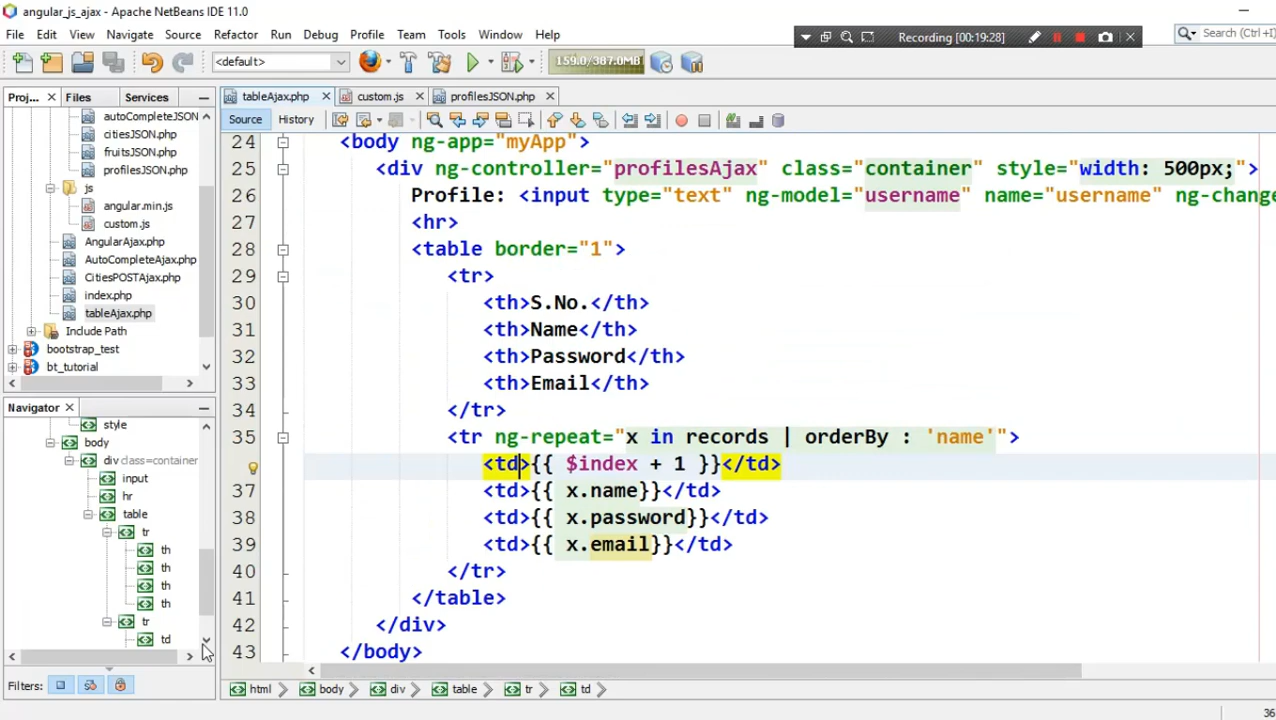 angular_js_ajax - Apache NetBeans IDE 11.0
File Edit View Navigate Source Refactor Run Debug Profile Team Tools Window Help
Recording [00:19:28]
Search (Ctrl+I)
<default>
159.0/387.0MB
Proj... Files Services
tableAjax.php custom.js profilesJSON.php
Source History
autoCompleteJSON
citiesJSON.php
fruitsJSON.php
profilesJSON.php
js
angular.min.js
custom.js
AngularAjax.php
AutoCompleteAjax.php
CitiesPOSTAjax.php
index.php
tableAjax.php
Include Path
bootstrap_test
bt_tutorial
Navigator
style
body
div class=container
input
hr
table
tr
th
th
th
th
tr
td
Filters:
24 <body ng-app="myApp">
25 <div ng-controller="profilesAjax" class="container" style="width: 500px;">
26 Profile: <input type="text" ng-model="username" name="username" ng-change
27 <hr>
28 <table border="1">
29 <tr>
30 <th>S.No.</th>
31 <th>Name</th>
32 <th>Password</th>
33 <th>Email</th>
34 </tr>
35 <tr ng-repeat="x in records | orderBy : 'name'">
<td>{{ $index + 1 }}</td>
37 <td>{{ x.name}}</td>
38 <td>{{ x.password}}</td>
39 <td>{{ x.email}}</td>
40 </tr>
41 </table>
42 </div>
43 </body>
html body div table tr td
36